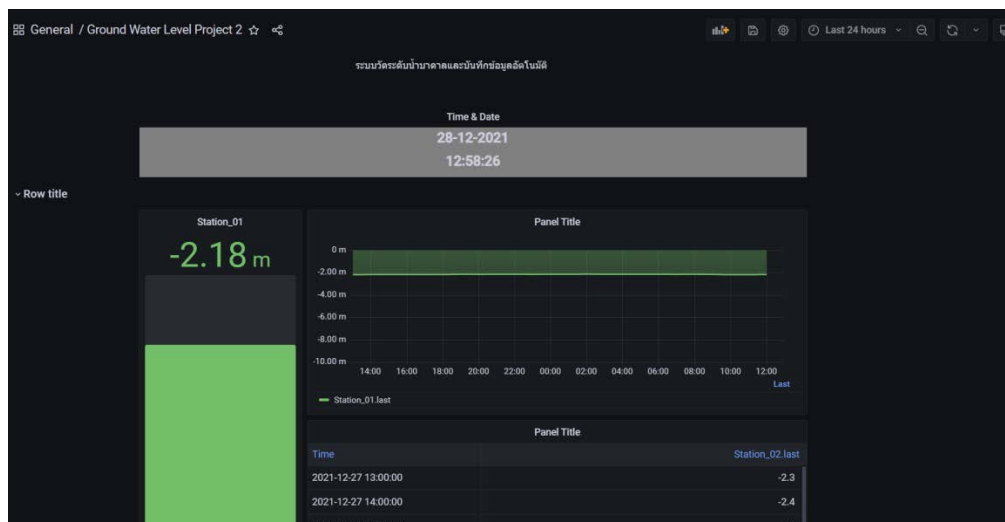 General / Ground Water Level Project 2
Last 24 hours
ระบบวัดระดับน้ำบาดาลและบันทึกข้อมูลอัตโนมัติ
Time & Date
28-12-2021
12:58:26
Row title
Station_01
-2.18 m
Panel Title
0 m
-2.00 m
-4.00 m
-6.00 m
-8.00 m
-10.00 m
14:00 16:00 18:00 20:00 22:00 00:00 02:00 04:00 06:00 08:00 10:00 12:00
Last
Station_01.last
Panel Title
Time Station_02.last
2021-12-27 13:00:00 -2.3
2021-12-27 14:00:00 -2.4